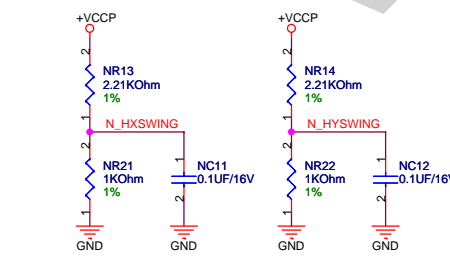 +VCCP
2
NR13
2.21KOhm
1%
1
N_HXSWING
2
NR21
1KOhm
1%
1
1
NC11
0.1UF/16V
2
GND
GND
+VCCP
2
NR14
2.21KOhm
1%
1
N_HYSWING
2
NR22
1KOhm
1%
1
1
NC12
0.1UF/16V
2
GND
GND